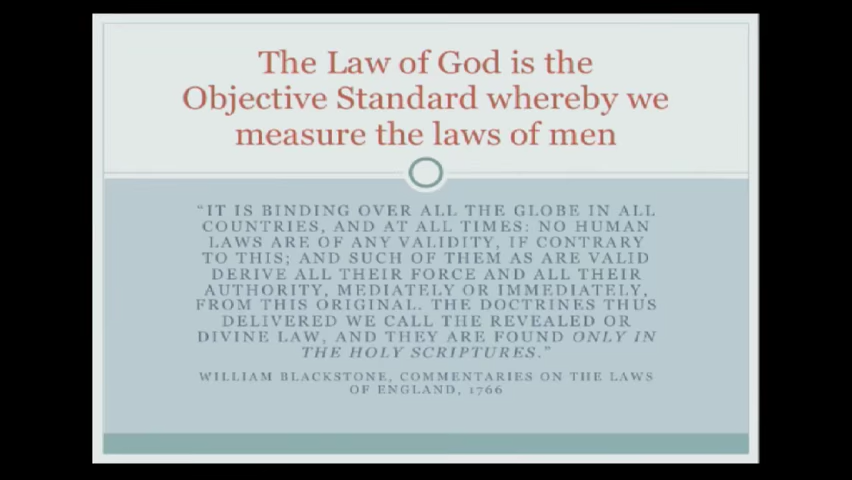 The Law of God is the
Objective Standard whereby we
measure the laws of men
"IT IS BINDING OVER ALL THE GLOBE IN ALL
COUNTRIES, AND AT ALL TIMES: NO HUMAN
LAWS ARE OF ANY VALIDITY, IF CONTRARY
TO THIS; AND SUCH OF THEM AS ARE VALID
DERIVE ALL THEIR FORCE AND ALL THEIR
AUTHORITY, MEDIATELY OR IMMEDIATELY,
FROM THIS ORIGINAL. THE DOCTRINES THUS
DELIVERED WE CALL THE REVEALED OR
DIVINE LAW, AND THEY ARE FOUND ONLY IN
THE HOLY SCRIPTURES."
WILLIAM BLACKSTONE, COMMENTARIES ON THE LAWS
OF ENGLAND, 1766